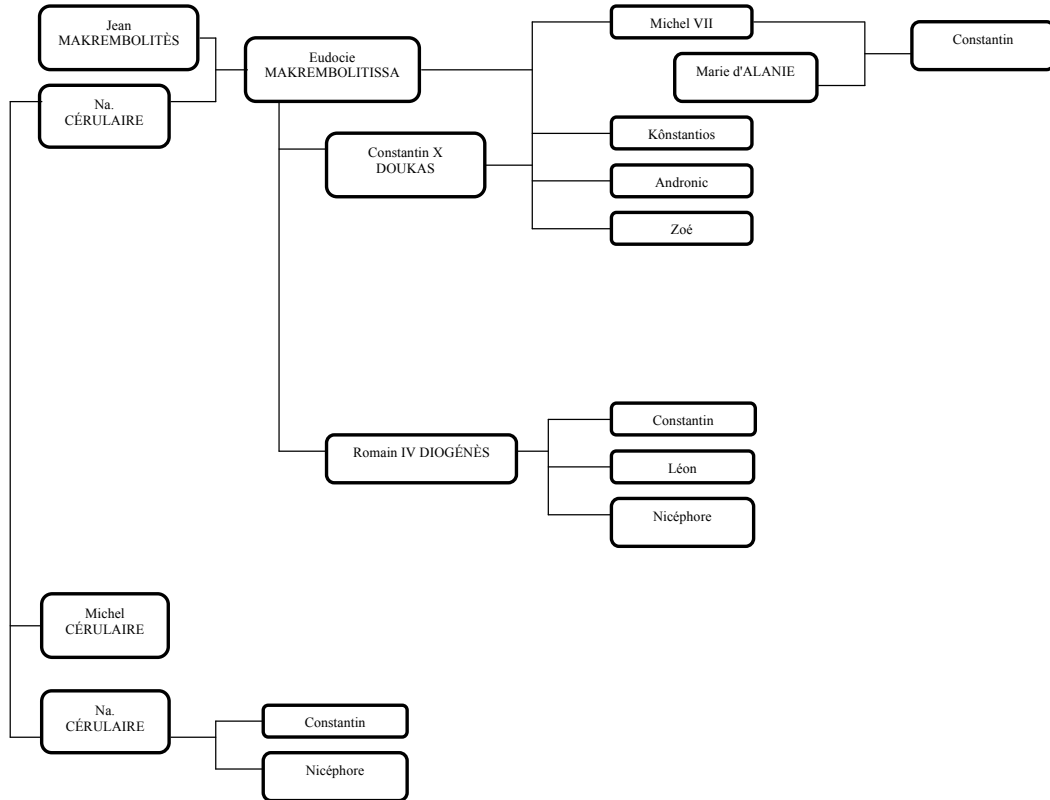 Jean
MAKREMBOLITÈS
Na.
CÉRULAIRE
Eudocie
MAKREMBOLITISSA
Constantin X
DOUKAS
Michel VII
Marie d'ALANIE
Constantin
Kônstantios
Andronic
Zoé
Romain IV DIOGÉNÈS
Constantin
Léon
Nicéphore
Michel
CÉRULAIRE
Na.
CÉRULAIRE
Constantin
Nicéphore